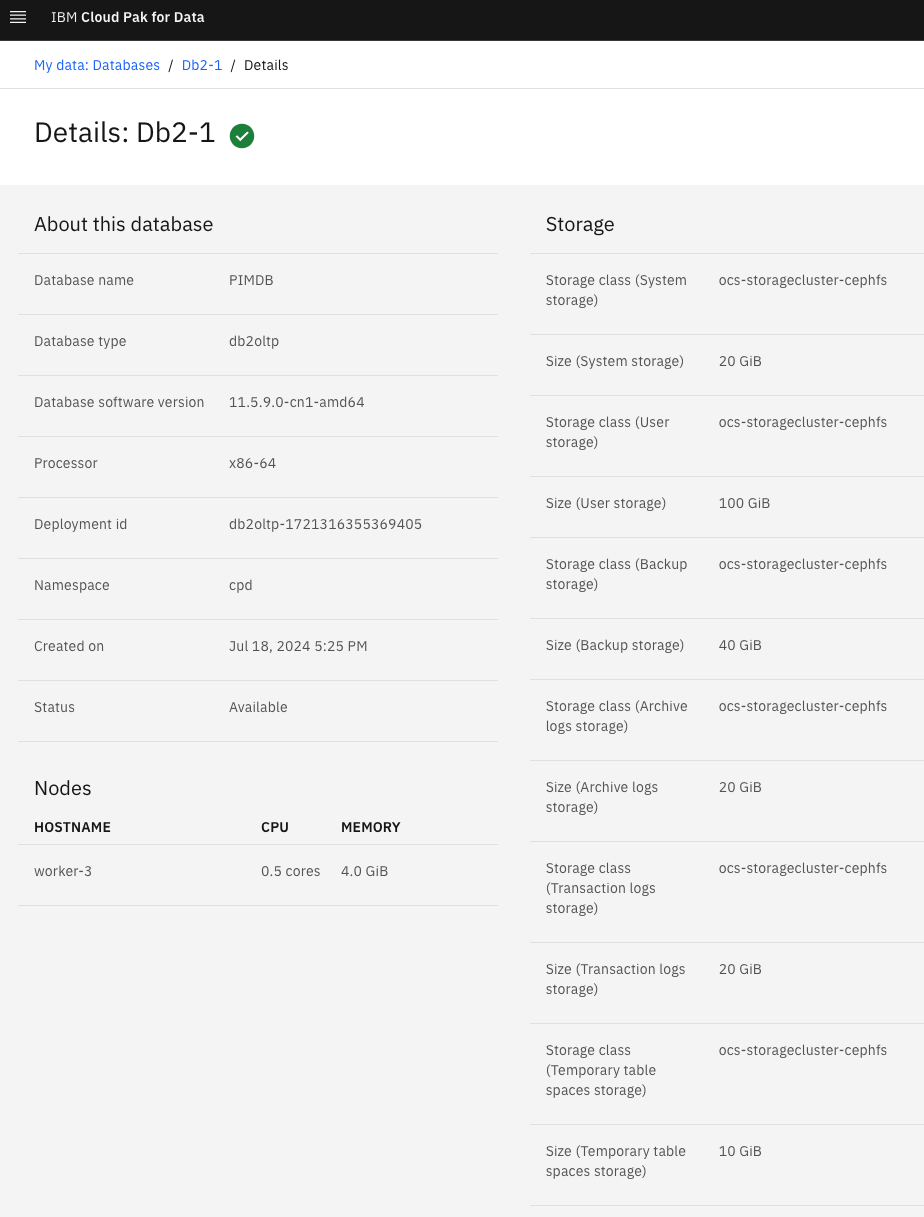 IBM Cloud Pak for Data
My data: Databases / Db2-1 / Details
Details: Db2-1
About this database
Database name PIMDB
Database type db2oltp
Database software version 11.5.9.0-cn1-amd64
Processor x86-64
Deployment id db2oltp-1721316355369405
Namespace cpd
Created on Jul 18, 2024 5:25 PM
Status Available
Nodes
HOSTNAME CPU MEMORY
worker-3 0.5 cores 4.0 GiB
Storage
Storage class (System ocs-storagecluster-cephfs
storage)
Size (System storage) 20 GiB
Storage class (User ocs-storagecluster-cephfs
storage)
Size (User storage) 100 GiB
Storage class (Backup ocs-storagecluster-cephfs
storage)
Size (Backup storage) 40 GiB
Storage class (Archive ocs-storagecluster-cephfs
logs storage)
Size (Archive logs 20 GiB
storage)
Storage class ocs-storagecluster-cephfs
(Transaction logs
storage)
Size (Transaction logs 20 GiB
storage)
Storage class ocs-storagecluster-cephfs
(Temporary table
spaces storage)
Size (Temporary table 10 GiB
spaces storage)